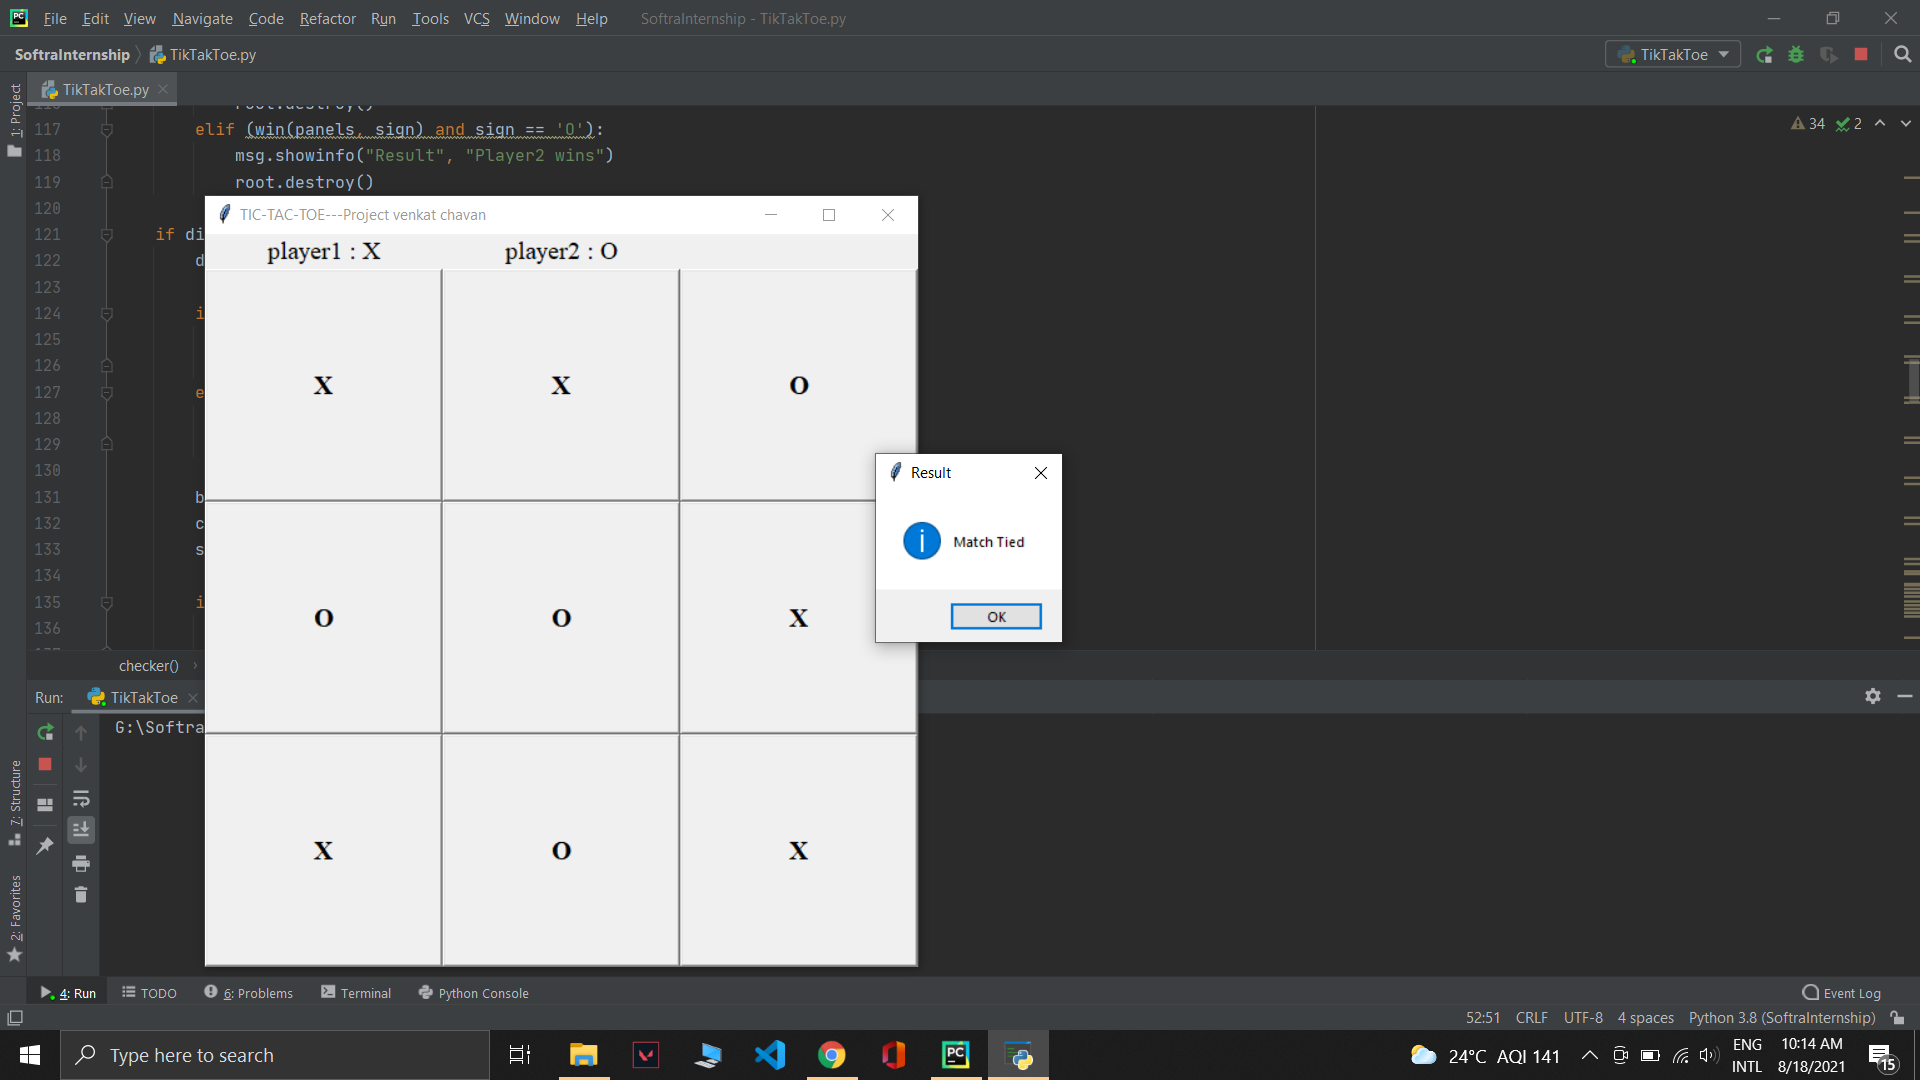 File Edit View Navigate Code Refactor Run Tools VCS Window Help SoftraInternship - TikTakToe.py
SoftraInternship TikTakToe.py TikTakToe
1: Project
TikTakToe.py
34 2
117 elif (win(panels, sign) and sign == 'O'):
118 msg.showinfo("Result", "Player2 wins")
119 root.destroy()
120
121 if di
122 d
123
124 i
125
126
127 e
128
129
130
131 b
132 c
133 s
134
135 i
136
TIC-TAC-TOE---Project venkat chavan
player1 : X player2 : O
X X O
O O X
X O X
Result
Match Tied
OK
checker()
Run: TikTakToe
G:\Softra
7: Structure
2: Favorites
4: Run TODO 6: Problems Terminal Python Console Event Log
52:51 CRLF UTF-8 4 spaces Python 3.8 (SoftraInternship)
Type here to search
24°C AQI 141
ENG
INTL
10:14 AM
8/18/2021
15